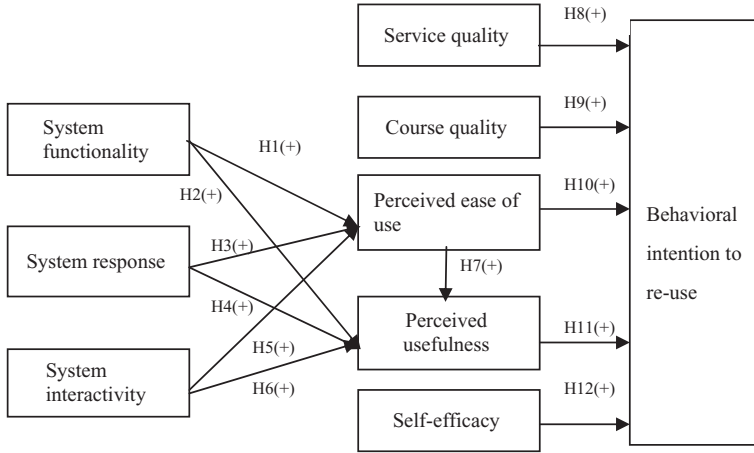 Service quality
H8(+)
Course quality
H9(+)
System
functionality
H1(+)
H2(+)
Perceived ease of
use
H10(+)
System response
H3(+)
H4(+)
H7(+)
Perceived
usefulness
H11(+)
System
interactivity
H5(+)
H6(+)
Self-efficacy
H12(+)
Behavioral
intention to
re-use